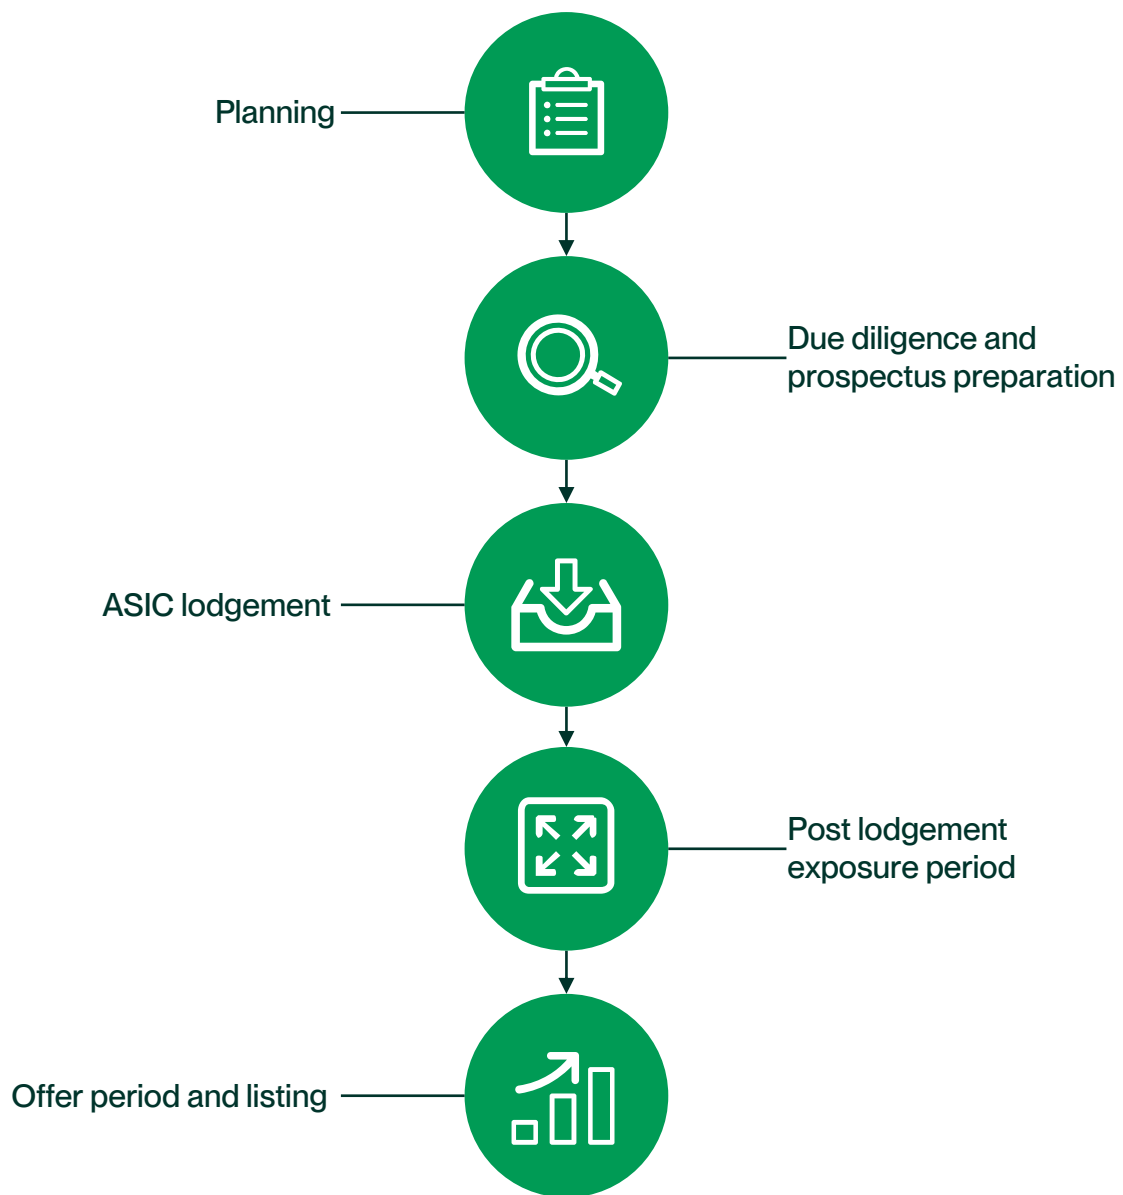 Planning
Due diligence and
prospectus preparation
ASIC lodgement
Post lodgement
exposure period
Offer period and listing